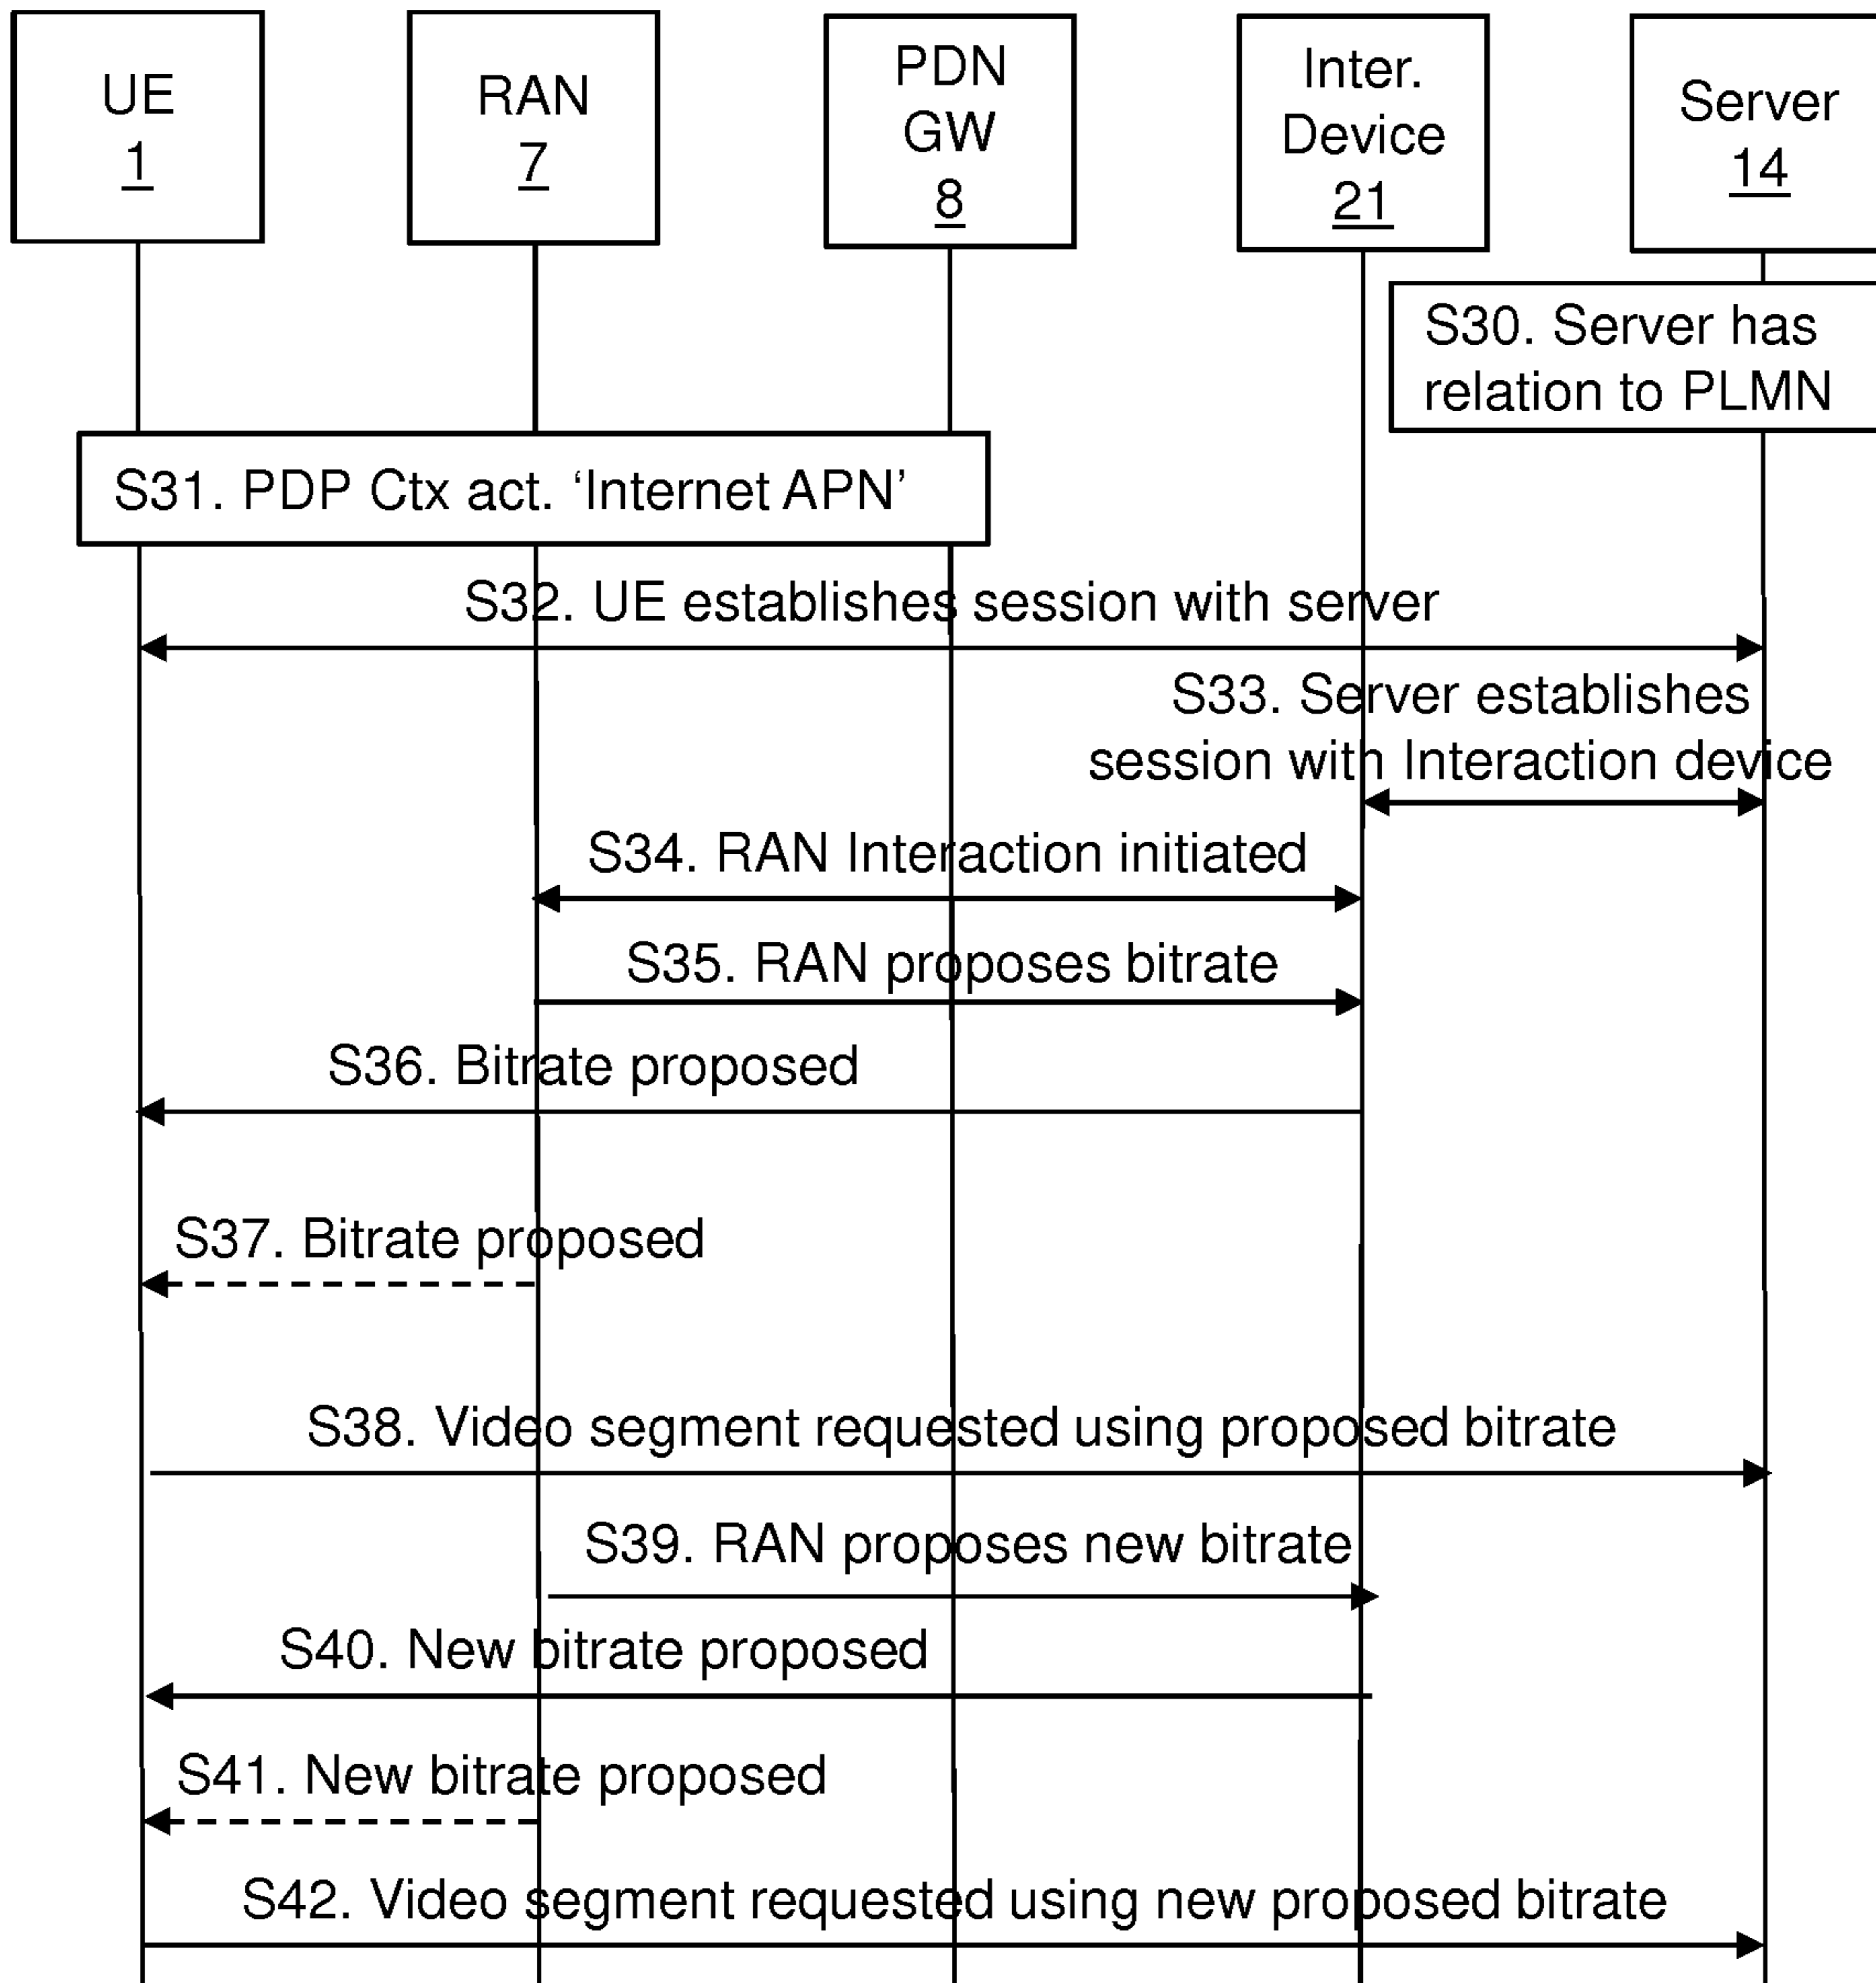 UE
1
RAN
7
PDN
GW
8
Inter.
Device
21
Server
14
S30. Server has
relation to PLMN
S31. PDP Ctx act. ‘Internet APN’
S32. UE establishes session with server
S33. Server establishes
session with Interaction device
S34. RAN Interaction initiated
S35. RAN proposes bitrate
S36. Bitrate proposed
S37. Bitrate proposed
S38. Video segment requested using proposed bitrate
S39. RAN proposes new bitrate
S40. New bitrate proposed
S41. New bitrate proposed
S42. Video segment requested using new proposed bitrate